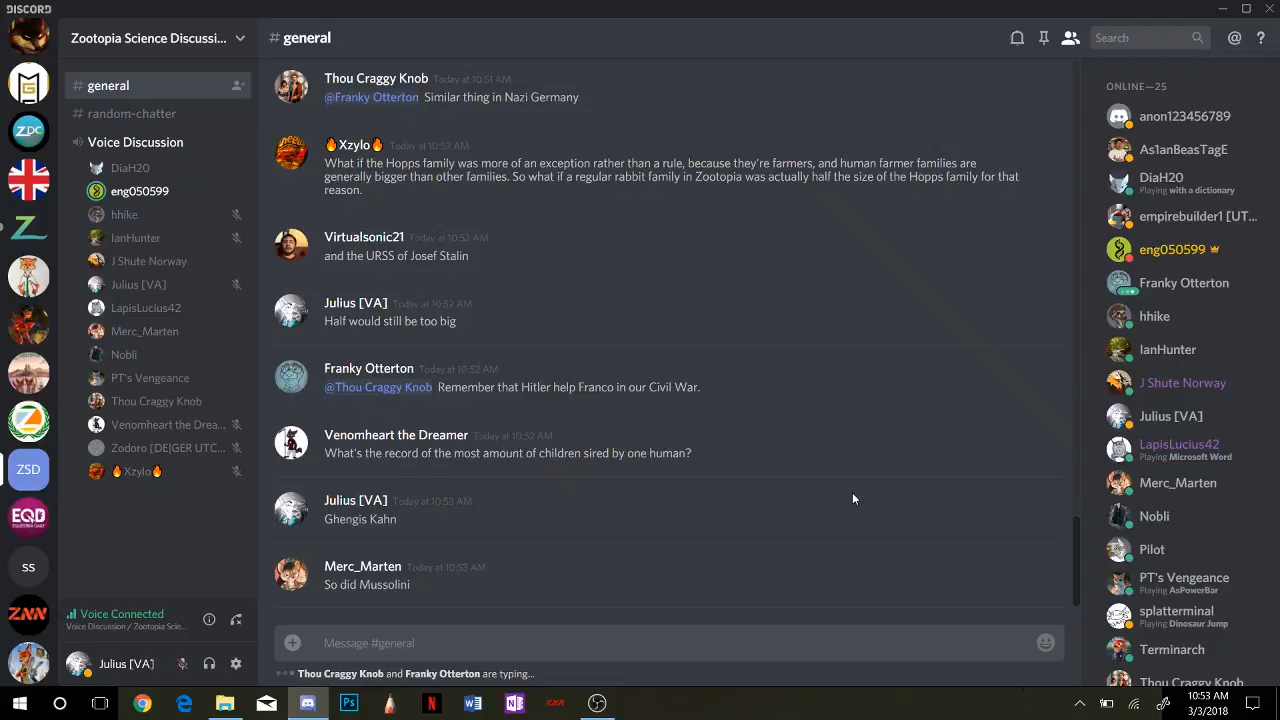 DISCORD
Zootopia Science Discussi...
# general
Search
# general
# random-chatter
Voice Discussion
DiaH20
eng050599
hhike
IanHunter
J Shute Norway
Julius [VA]
LapisLucius42
Merc_Marten
Nobli
PT's Vengeance
Thou Craggy Knob
Venomheart the Drea...
Zodoro [DE|GER UTC...
🔥Xzylo🔥
Voice Connected
Voice Discussion / Zootopia Scie...
Julius [VA]
ZDC
ZSD
EQD
EQUESTRIA DAILY
SS
ZNN
Thou Craggy Knob Today at 10:51 AM
@Franky Otterton Similar thing in Nazi Germany
🔥Xzylo🔥 Today at 10:52 AM
What if the Hopps family was more of an exception rather than a rule, because they're farmers, and human farmer families are
generally bigger than other families. So what if a regular rabbit family in Zootopia was actually half the size of the Hopps family for that
reason.
Virtualsonic21 Today at 10:52 AM
and the URSS of Josef Stalin
Julius [VA] Today at 10:52 AM
Half would still be too big
Franky Otterton Today at 10:52 AM
@Thou Craggy Knob Remember that Hitler help Franco in our Civil War.
Venomheart the Dreamer Today at 10:52 AM
What's the record of the most amount of children sired by one human?
Julius [VA] Today at 10:53 AM
Ghengis Kahn
Merc_Marten Today at 10:53 AM
So did Mussolini
Message #general
Thou Craggy Knob and Franky Otterton are typing...
ONLINE—25
anon123456789
As1anBeasTagE
DiaH20
Playing with a dictionary
empirebuilder1 [UT...
eng050599
Franky Otterton
hhike
IanHunter
J Shute Norway
Julius [VA]
LapisLucius42
Playing Microsoft Word
Merc_Marten
Nobli
Pilot
PT's Vengeance
Playing AsPowerBar
splatterminal
Playing Dinosaur Jump
Terminarch
Thou Craggy Knob
10:53 AM
3/3/2018